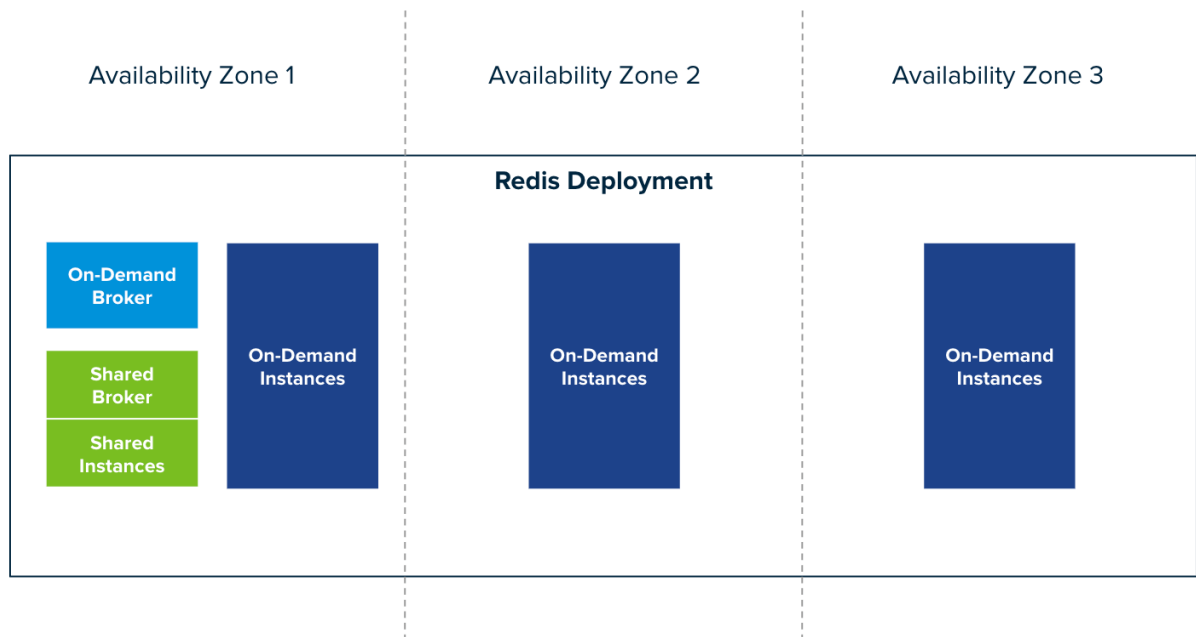 Availability Zone 1
Availability Zone 2
Availability Zone 3
Redis Deployment
On-Demand
Broker
Shared
Broker
Shared
Instances
On-Demand
Instances
On-Demand
Instances
On-Demand
Instances